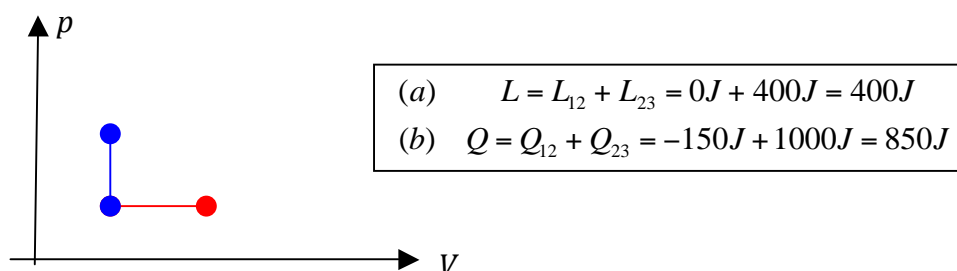 p
(a) L = L₁₂ + L₂₃ = 0J + 400J = 400J
(b) Q = Q₁₂ + Q₂₃ = −150J + 1000J = 850J
V